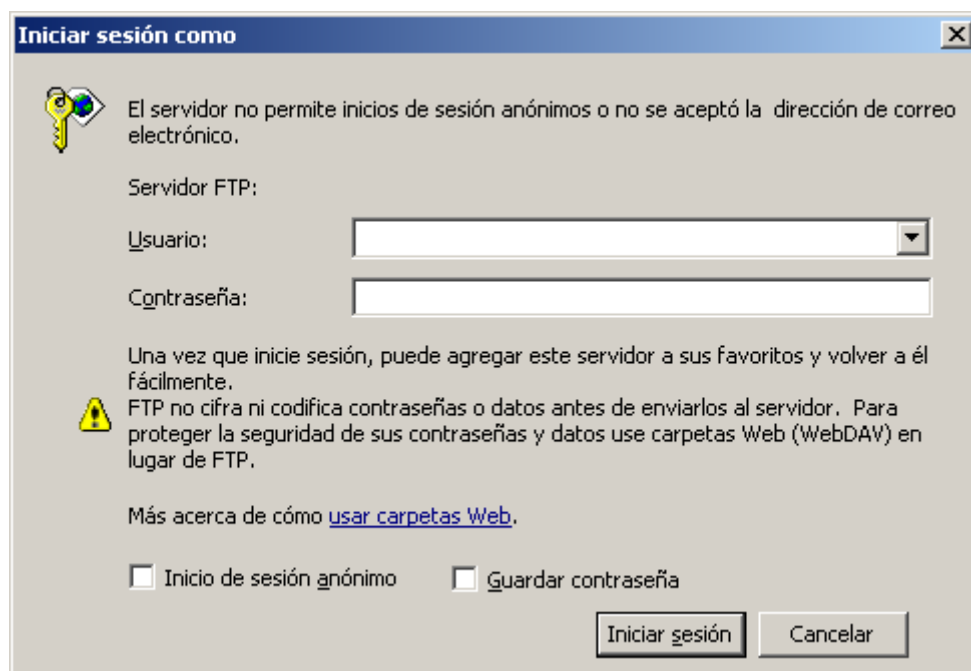 Iniciar sesión como
El servidor no permite inicios de sesión anónimos o no se aceptó la  dirección de correo
electrónico.
Servidor FTP:
Usuario:
Contraseña:
Una vez que inicie sesión, puede agregar este servidor a sus favoritos y volver a él
fácilmente.
FTP no cifra ni codifica contraseñas o datos antes de enviarlos al servidor.  Para
proteger la seguridad de sus contraseñas y datos use carpetas Web (WebDAV) en
lugar de FTP.
Más acerca de cómo usar carpetas Web.
Inicio de sesión anónimo Guardar contraseña
Iniciar sesión Cancelar